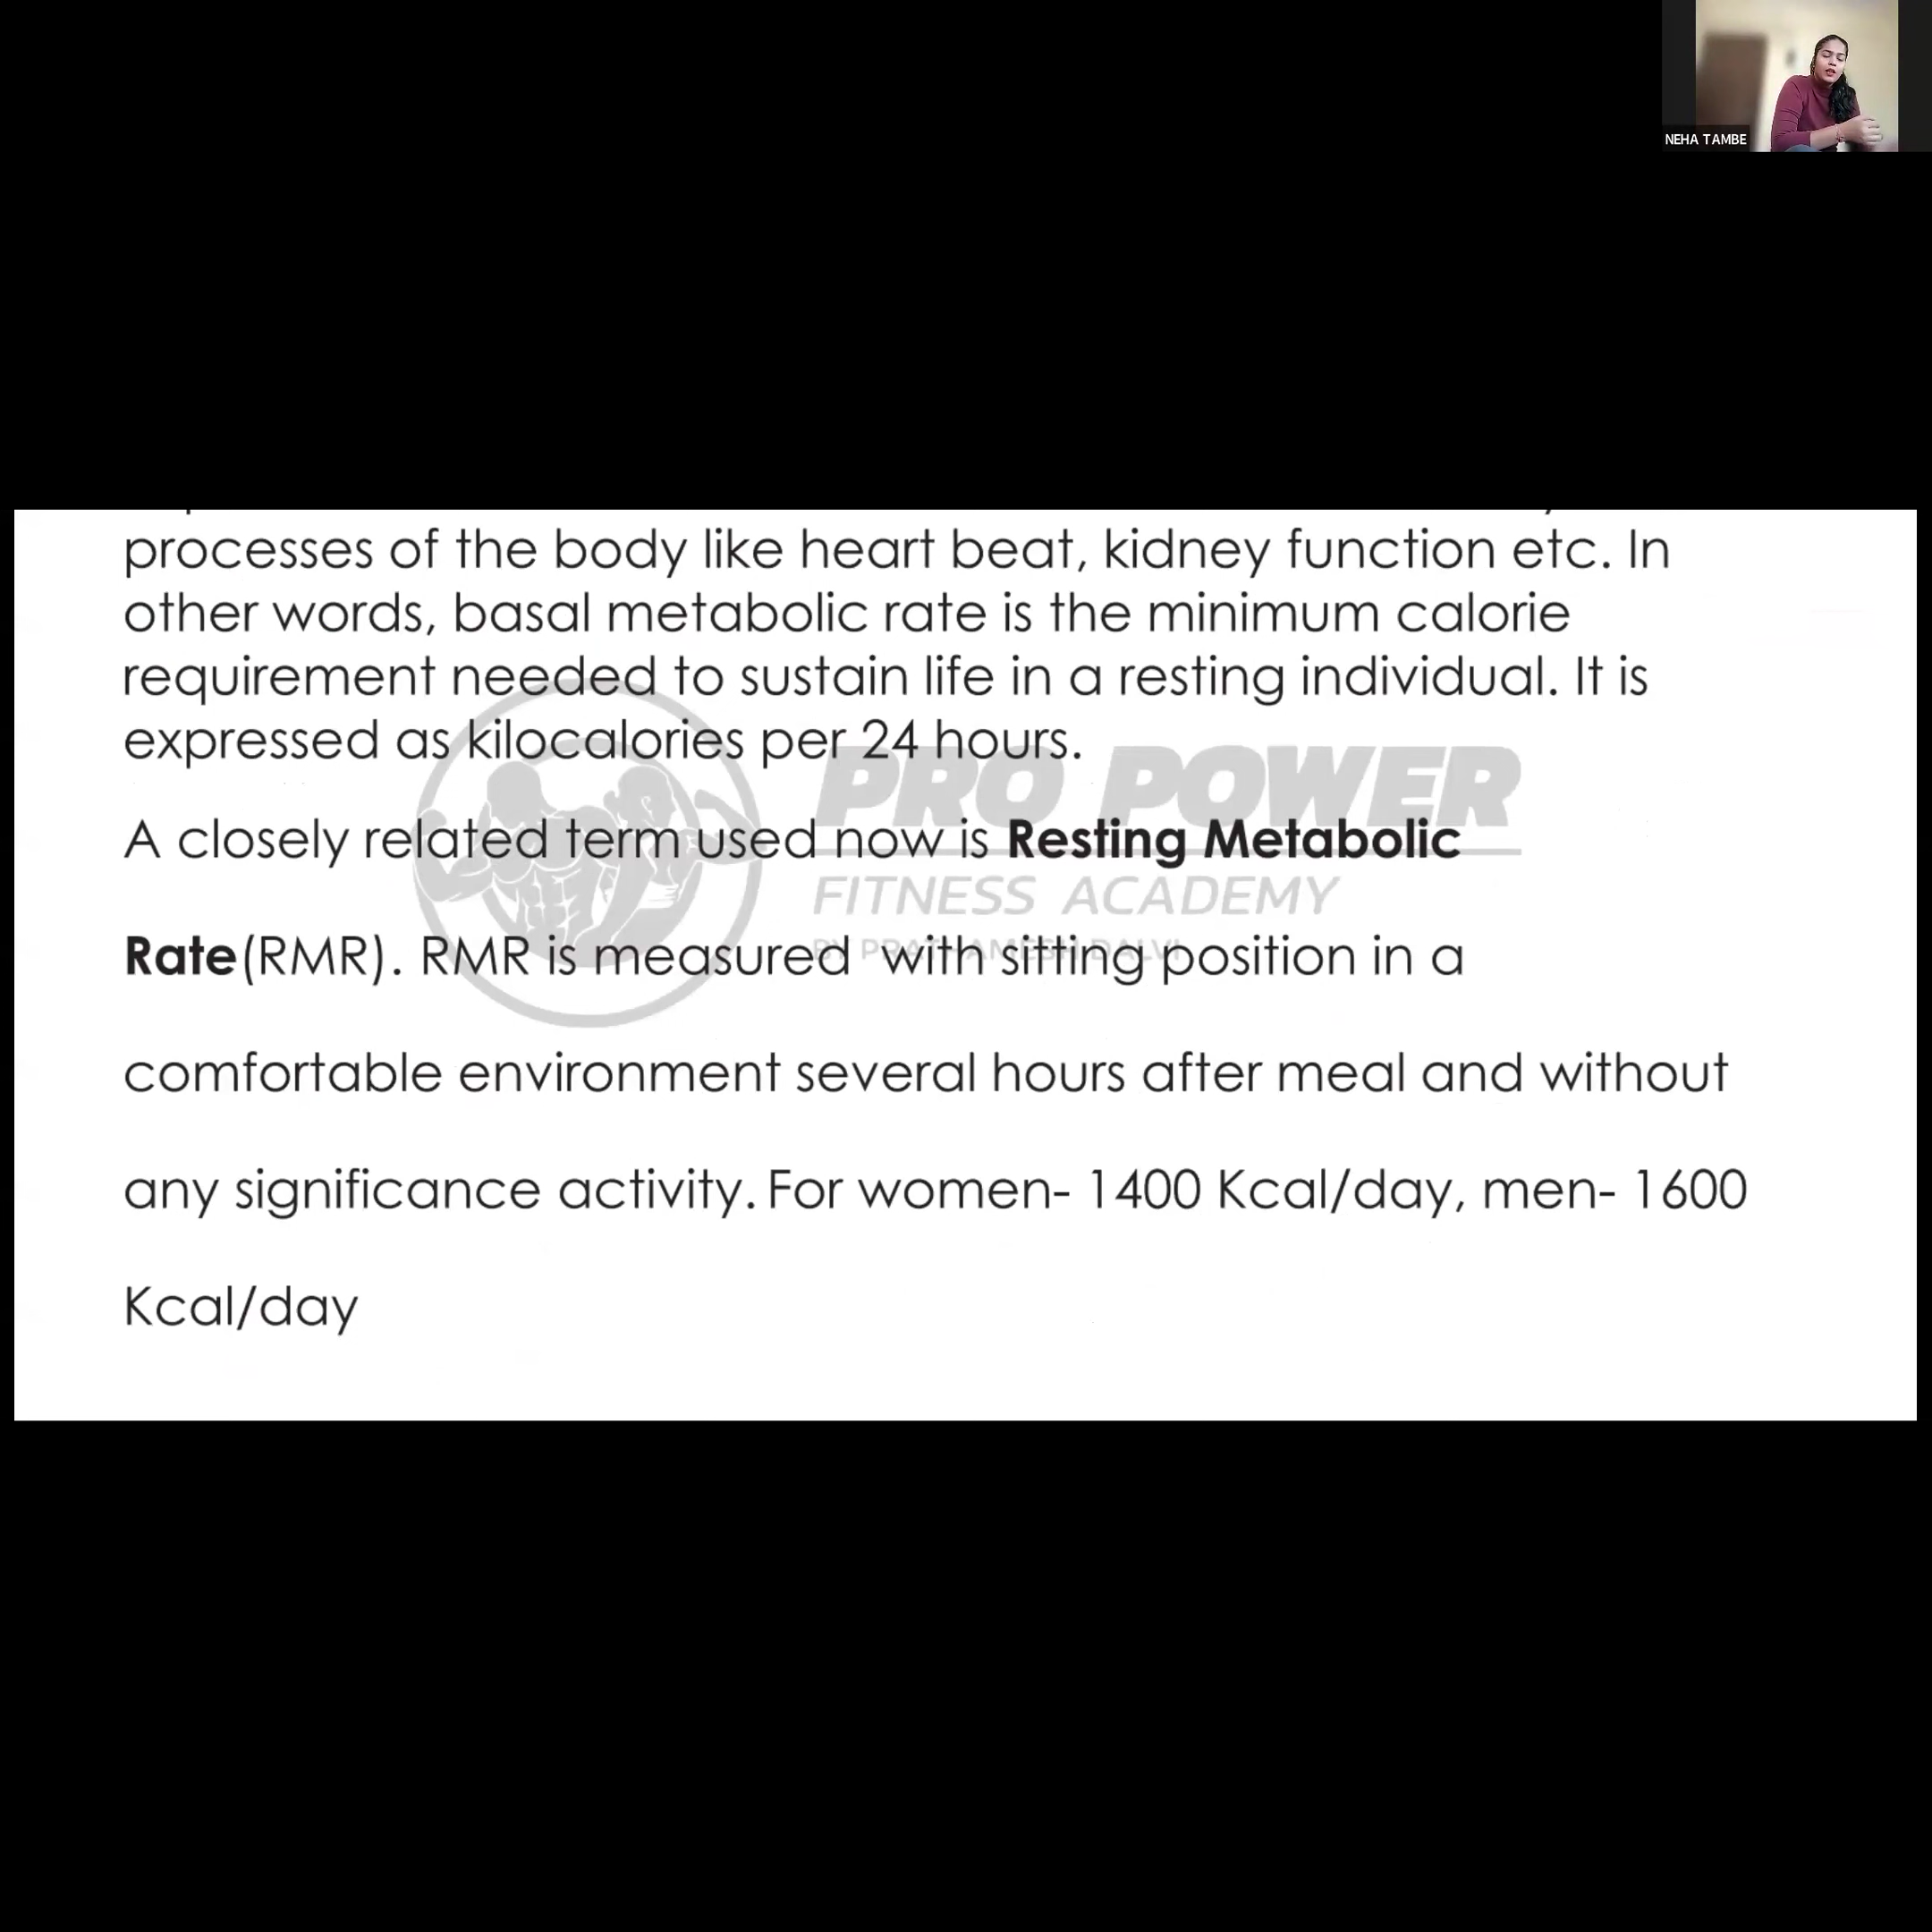 NEHA TAMBE
processes of the body like heart beat, kidney function etc. In
other words, basal metabolic rate is the minimum calorie
requirement needed to sustain life in a resting individual. It is
expressed as kilocalories per 24 hours.
PRO POWER
A closely related term used now is Resting Metabolic
FITNESS ACADEMY
Rate(RMR). RMR is measured with sitting position in a
BY PRATHAMESH DALVI
comfortable environment several hours after meal and without
any significance activity. For women- 1400 Kcal/day, men- 1600
Kcal/day